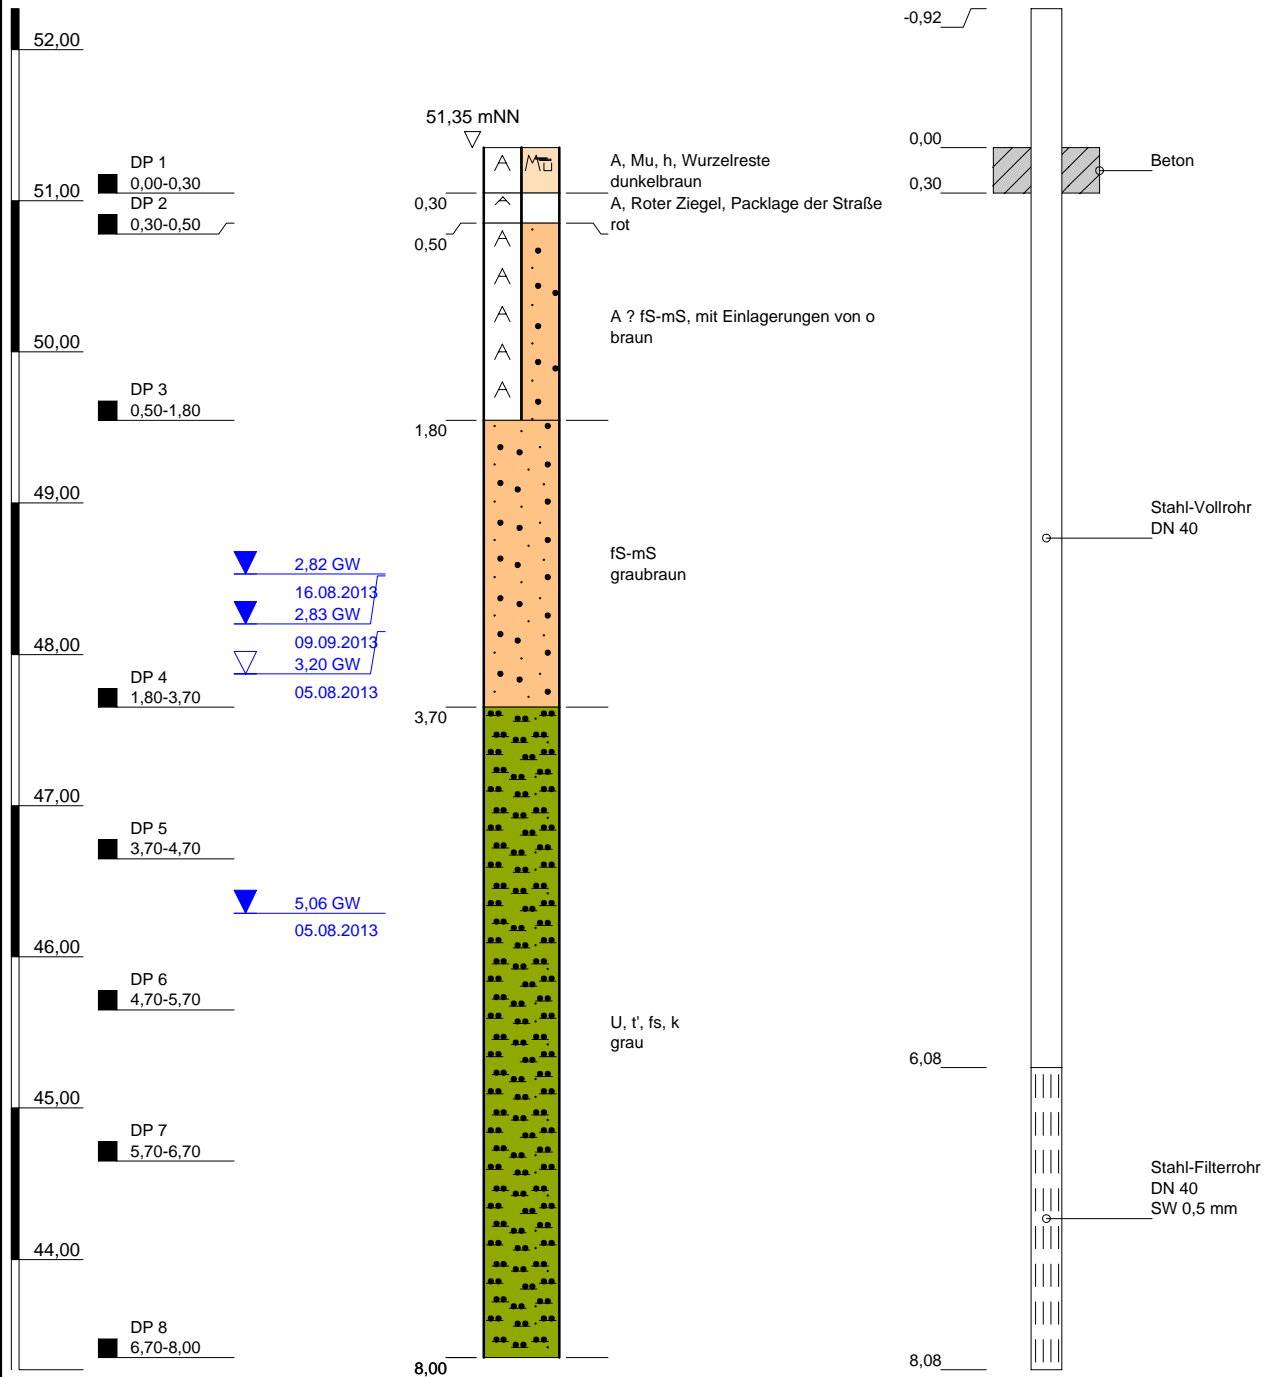 52,00
51,00
50,00
49,00
48,00
47,00
46,00
45,00
44,00
DP 1
0,00-0,30
DP 2
0,30-0,50
DP 3
0,50-1,80
DP 4
1,80-3,70
DP 5
3,70-4,70
DP 6
4,70-5,70
DP 7
5,70-6,70
DP 8
6,70-8,00
2,82 GW
16.08.2013
2,83 GW
09.09.2013
3,20 GW
05.08.2013
5,06 GW
05.08.2013
51,35 mNN
0,30
0,50
1,80
3,70
8,00
A
Mu
A
A
A
A
A
A
A, Mu, h, Wurzelreste
dunkelbraun
A, Roter Ziegel, Packlage der Straße
rot
A ? fS-mS, mit Einlagerungen von o
braun
fS-mS
graubraun
U, t', fs, k
grau
-0,92
0,00
0,30
6,08
8,08
Beton
Stahl-Vollrohr
DN 40
Stahl-Filterrohr
DN 40
SW 0,5 mm